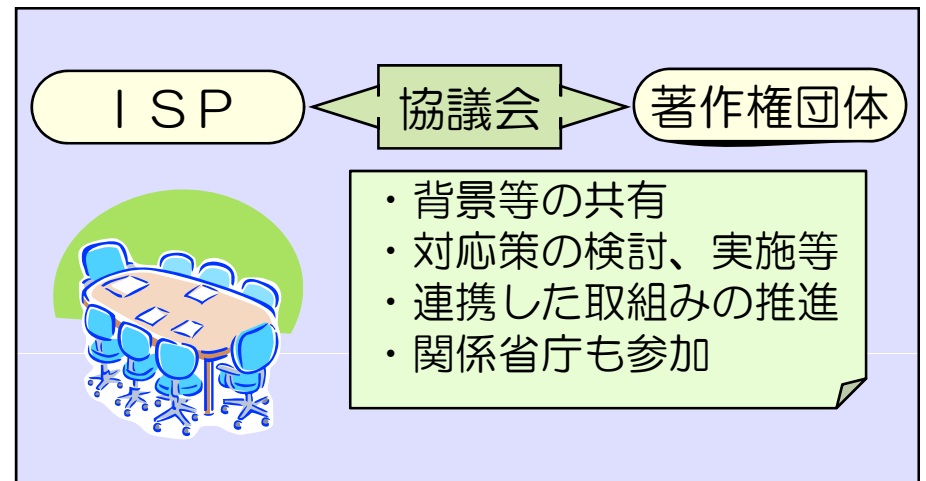 ＩＳＰ
協議会
著作権団体
・背景等の共有
・対応策の検討、実施等
・連携した取組みの推進
・関係省庁も参加